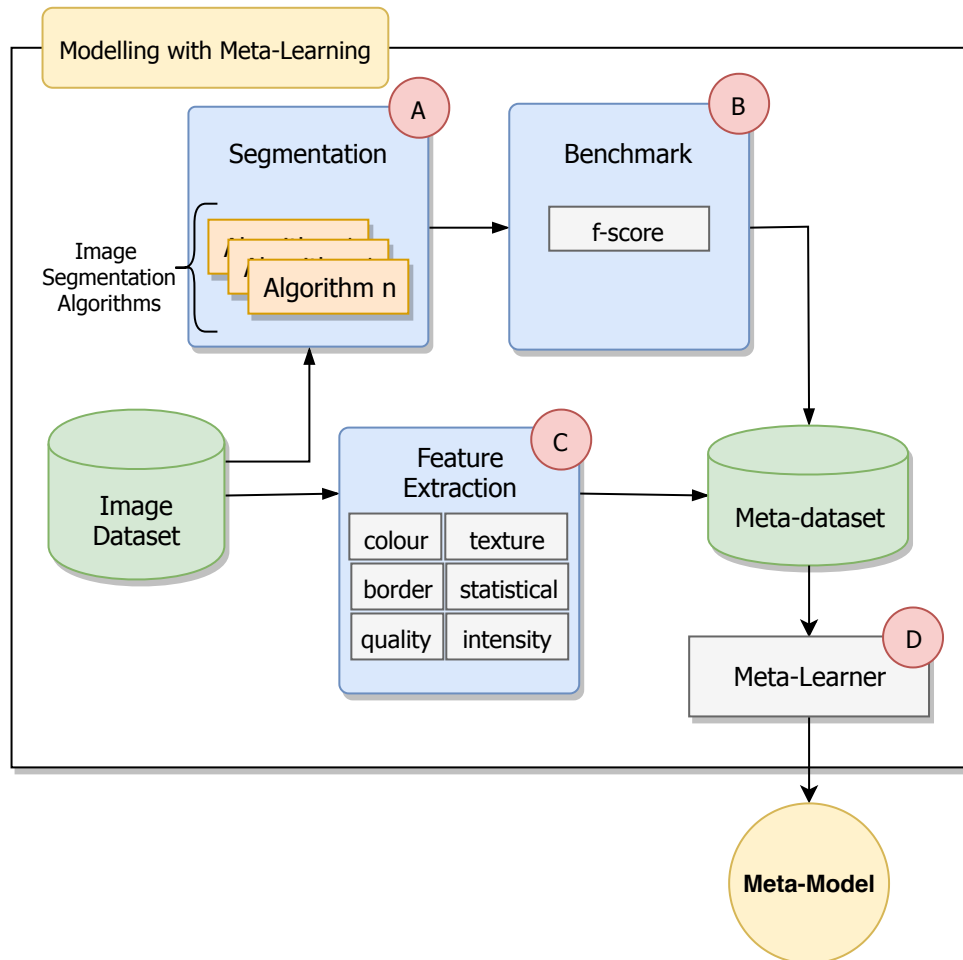 Modelling with Meta-Learning
A
B
Segmentation
Benchmark
f-score
Image
Segmentation
Algorithms
Algorithm n
C
Feature
Extraction
Image
Dataset
Meta-dataset
colour
texture
border
statistical
quality
intensity
D
Meta-Learner
Meta-Model